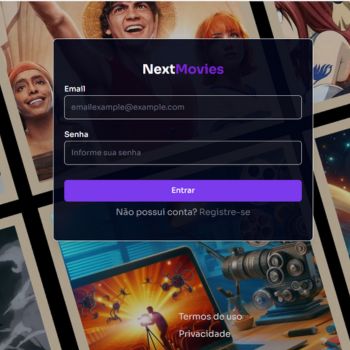 NextMovies
Email
emailexample@example.com
Senha
Informe sua senha
Entrar
Não possui conta? Registre-se
Termos de uso
Privacidade